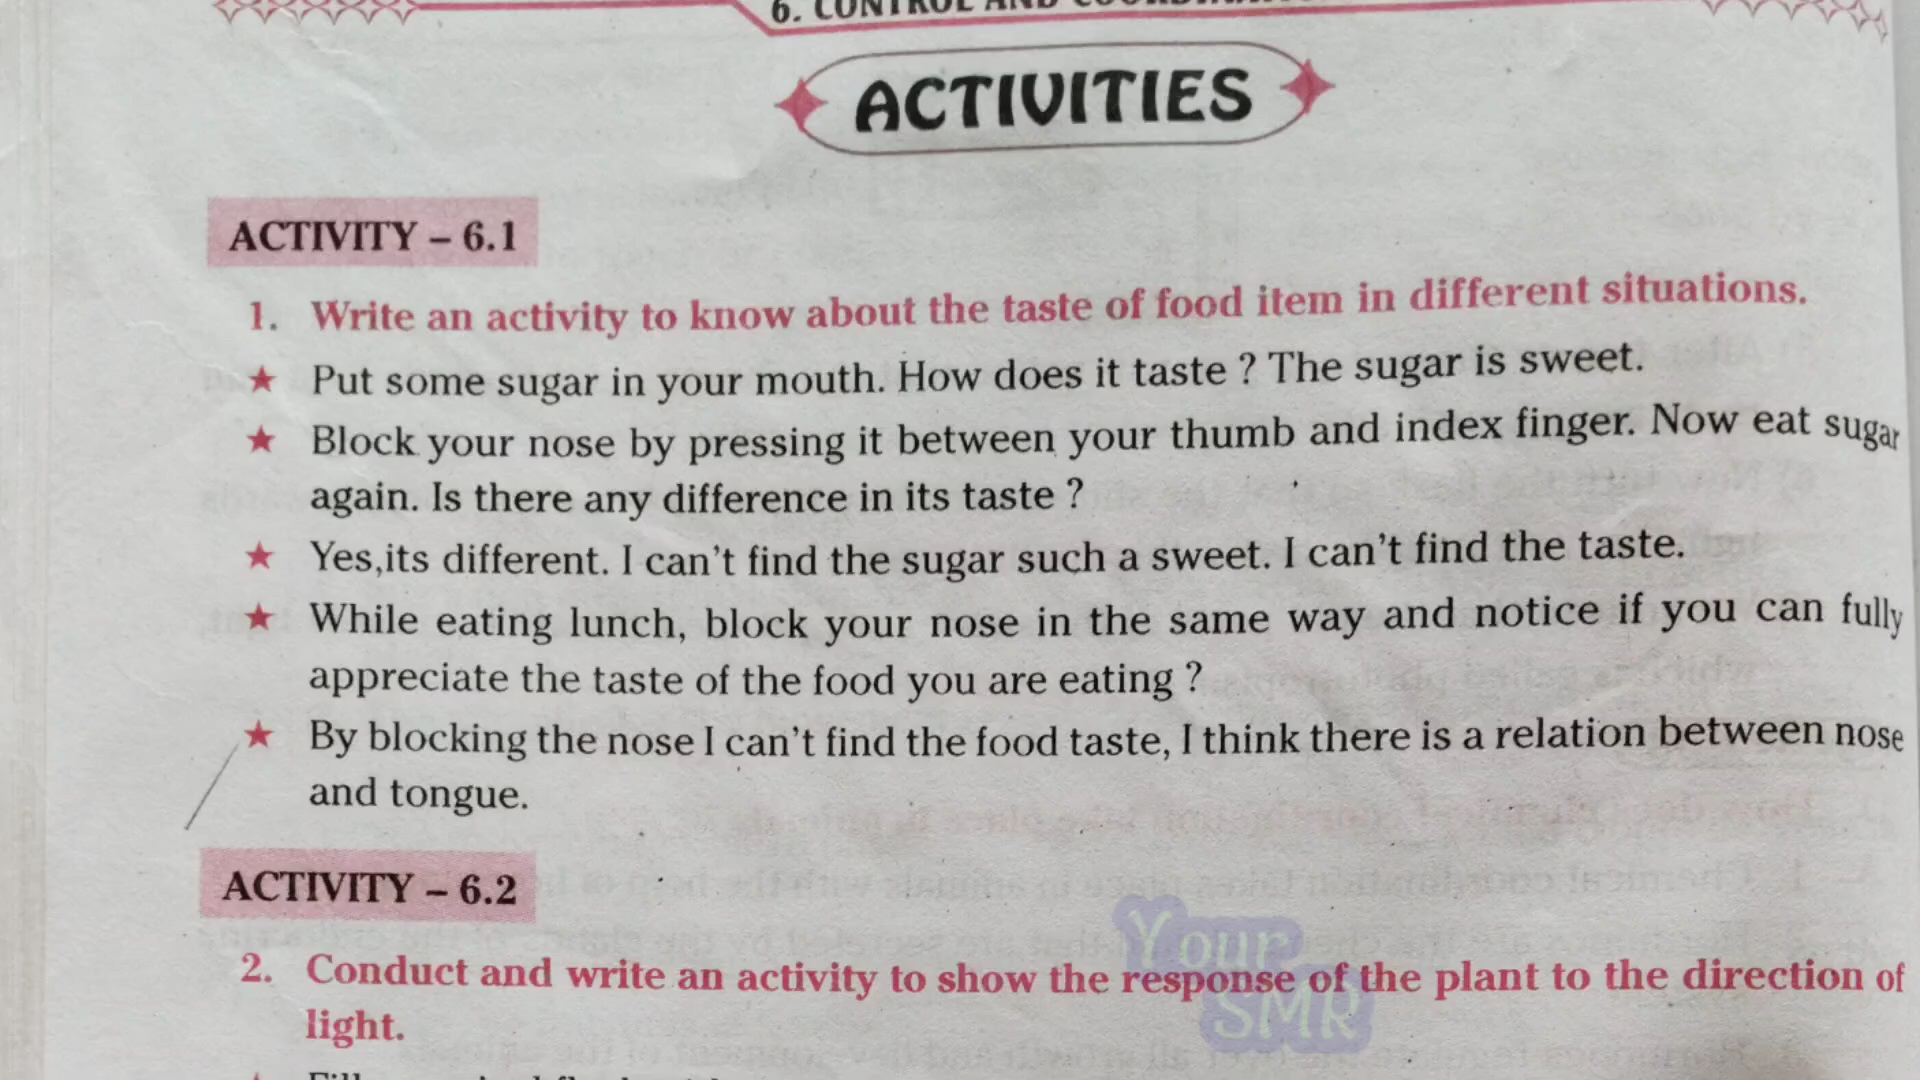 6. CONTROL AND
ACTIVITIES
ACTIVITY – 6.1
1. Write an activity to know about the taste of food item in different situations.
★ Put some sugar in your mouth. How does it taste ? The sugar is sweet.
★ Block your nose by pressing it between your thumb and index finger. Now eat sugar
again. Is there any difference in its taste ?
★ Yes,its different. I can't find the sugar such a sweet. I can't find the taste.
★ While eating lunch, block your nose in the same way and notice if you can fully
appreciate the taste of the food you are eating ?
★ By blocking the nose I can't find the food taste, I think there is a relation between nose
and tongue.
ACTIVITY – 6.2
2. Conduct and write an activity to show the response of the plant to the direction of
light.
Your
SMR